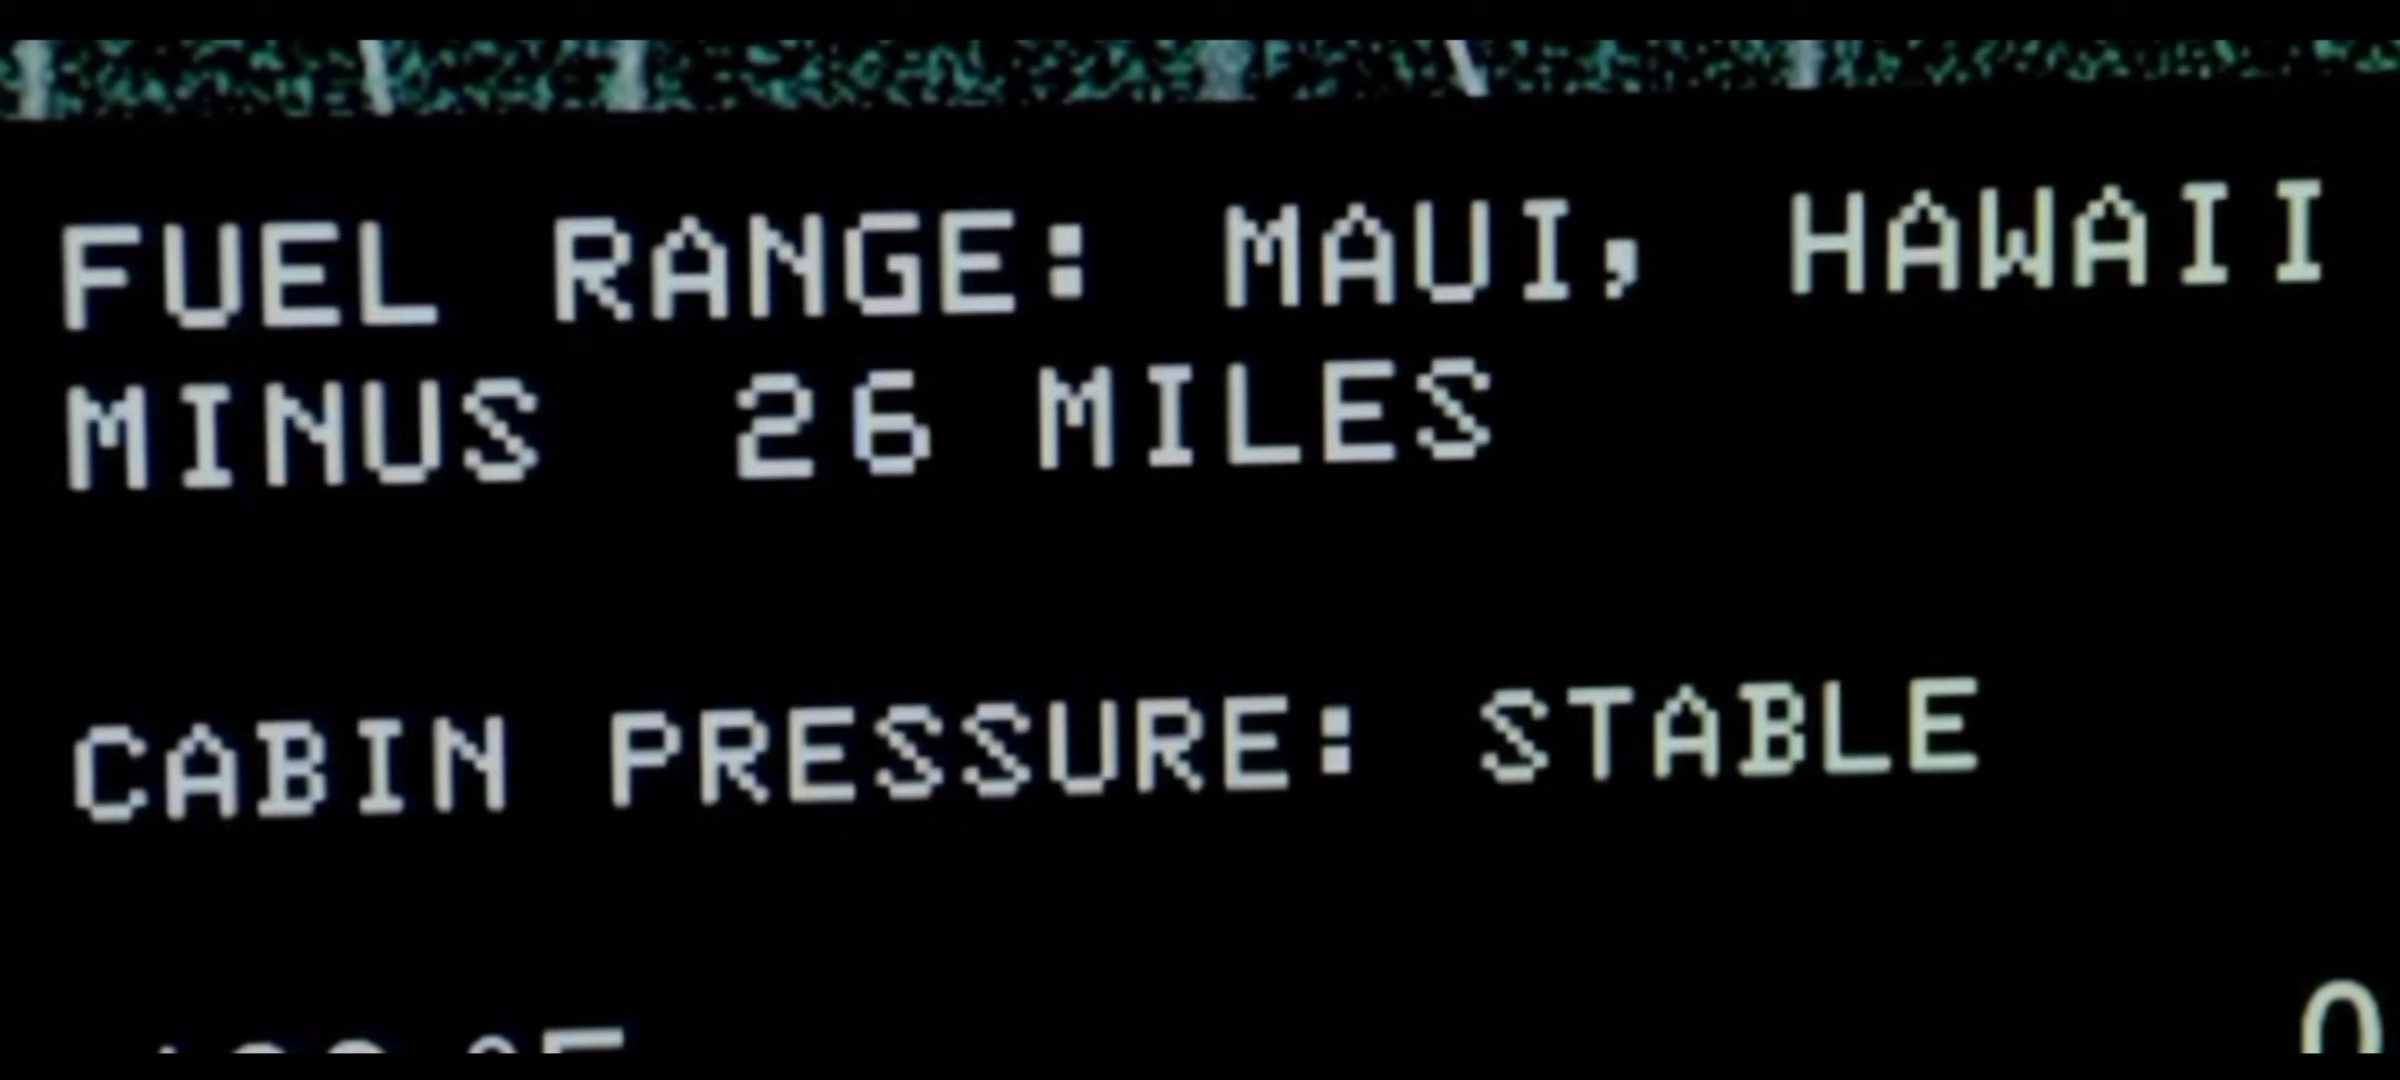 FUEL RANGE: MAUI, HAWAII
MINUS 26 MILES
CABIN PRESSURE: STABLE